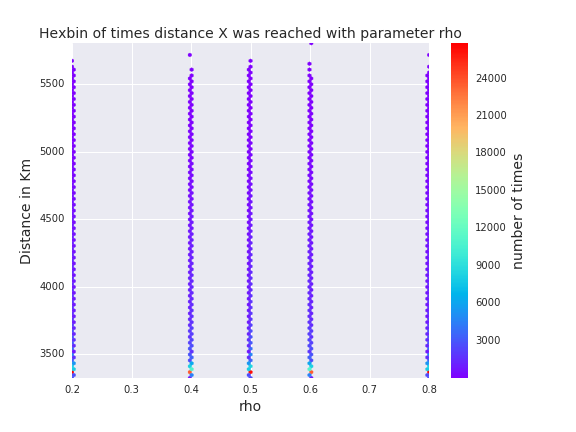 Hexbin of times distance X was reached with parameter rho
Distance in Km
5500
5000
4500
4000
3500
0.2 0.3 0.4 0.5 0.6 0.7 0.8
rho
24000
21000
18000
15000
12000
9000
6000
3000
number of times